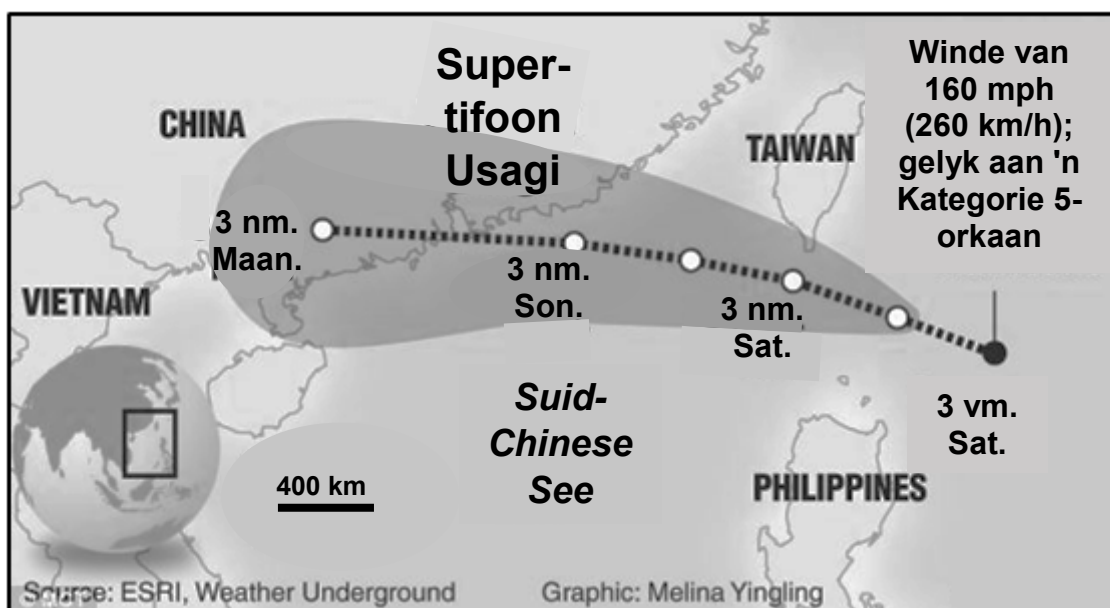 Super-
tifoon
Usagi
Winde van
160 mph
(260 km/h);
gelyk aan 'n
Kategorie 5-
orkaan
CHINA
TAIWAN
3 nm.
Maan.
3 nm.
Son.
3 nm.
Sat.
VIETNAM
3 vm.
Sat.
Suid-
Chinese
See
400 km
PHILIPPINES
Source: ESRI, Weather Underground
Graphic: Melina Yingling